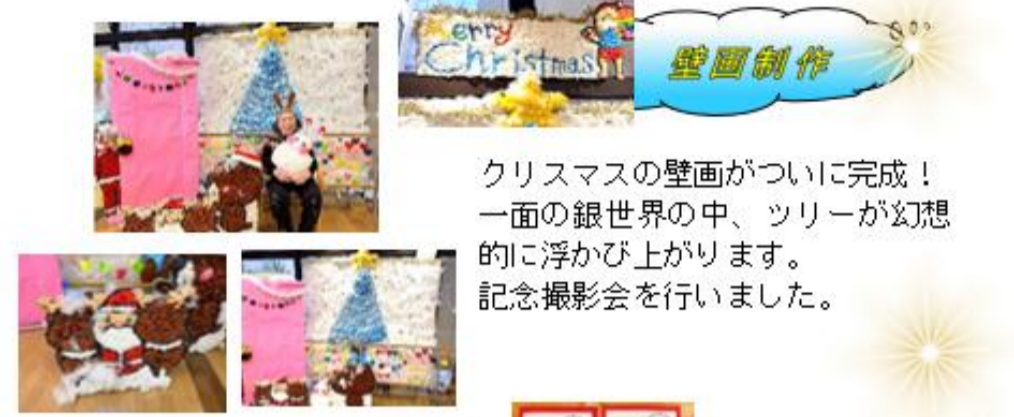 Merry
Christmas
壁画制作
クリスマスの壁画がついに完成！
一面の銀世界の中、ツリーが幻想
的に浮かび上がります。
記念撮影会を行いました。